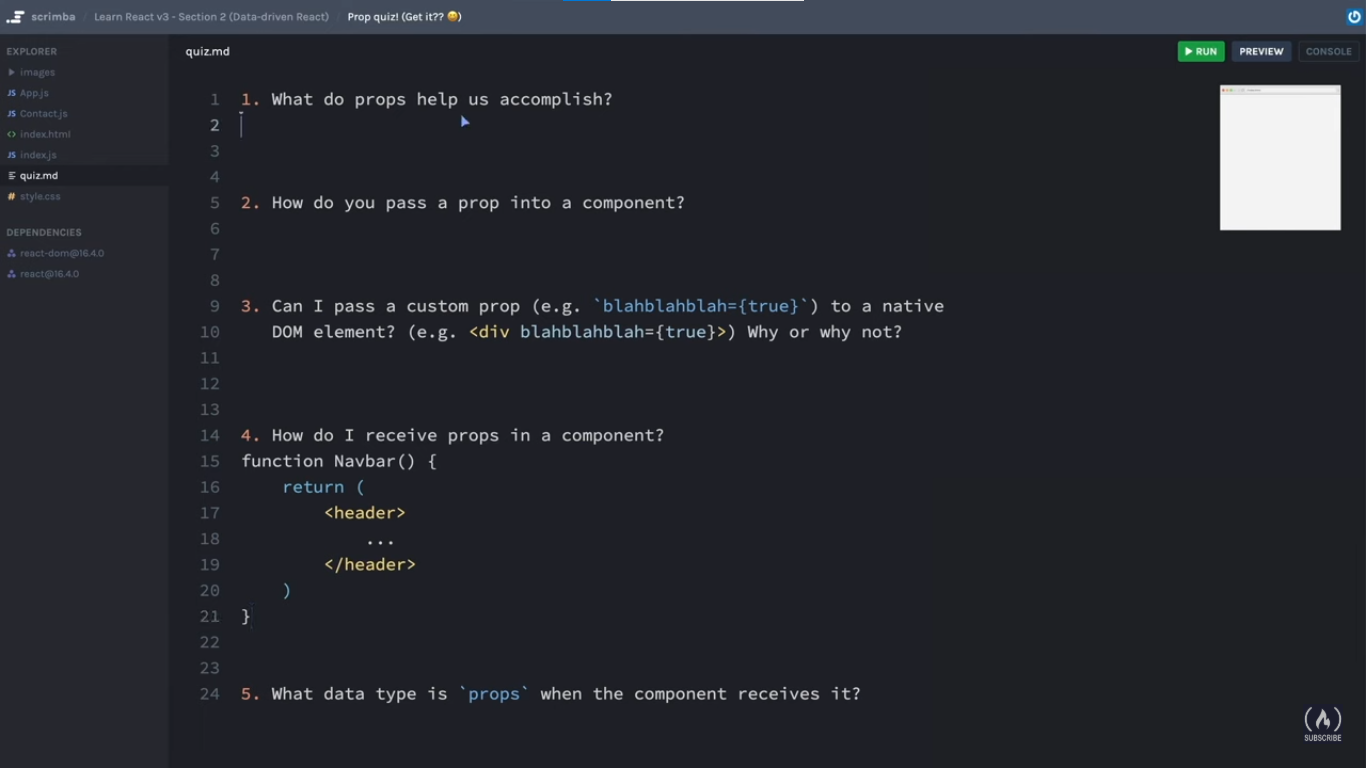 scrimba / Learn React v3 - Section 2 (Data-driven React) / Prop quiz! (Get it?? 😄)
EXPLORER
images
JS App.js
JS Contact.js
<> index.html
JS index.js
quiz.md
# style.css
DEPENDENCIES
react-dom@16.4.0
react@16.4.0
quiz.md
RUN
PREVIEW
CONSOLE
1 1. What do props help us accomplish?
2
3
4
5 2. How do you pass a prop into a component?
6
7
8
9 3. Can I pass a custom prop (e.g. `blahblahblah={true}`) to a native
10 DOM element? (e.g. <div blahblahblah={true}>) Why or why not?
11
12
13
14 4. How do I receive props in a component?
15 function Navbar() {
16 return (
17 <header>
18 ...
19 </header>
20 )
21 }
22
23
24 5. What data type is `props` when the component receives it?
SUBSCRIBE